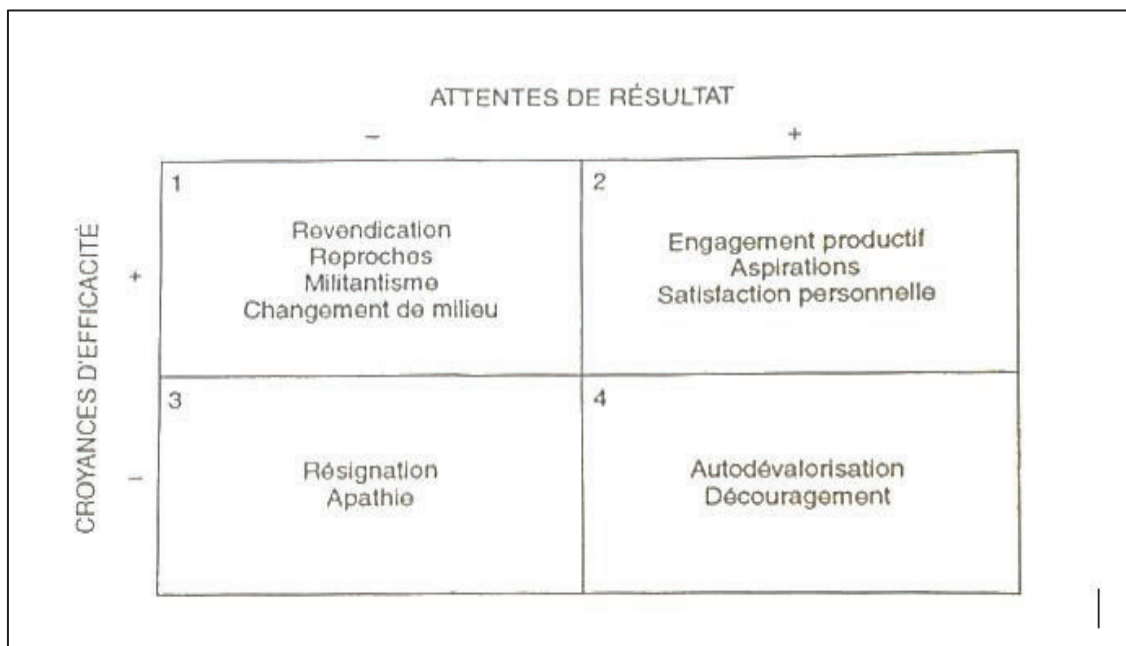 ATTENTES DE RÉSULTAT
− +
CROYANCES D'EFFICACITÉ
+
−
1
Revendication
Reproches
Militantisme
Changement de milieu
2
Engagement productif
Aspirations
Satisfaction personnelle
3
Résignation
Apathie
4
Autodévalorisation
Découragement